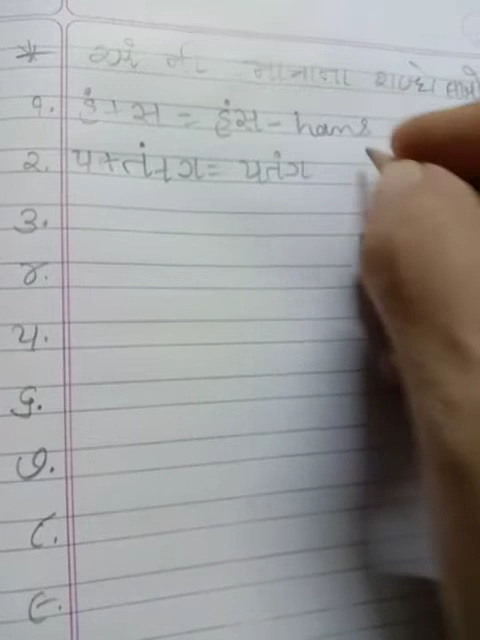 * અં ની માત્રાના શબ્દો
૧. હં + સ = હંસ - hans
૨. પ + તં + ગ = પતંગ
૩.
૪.
૫.
૬.
૭.
૮.
૯.